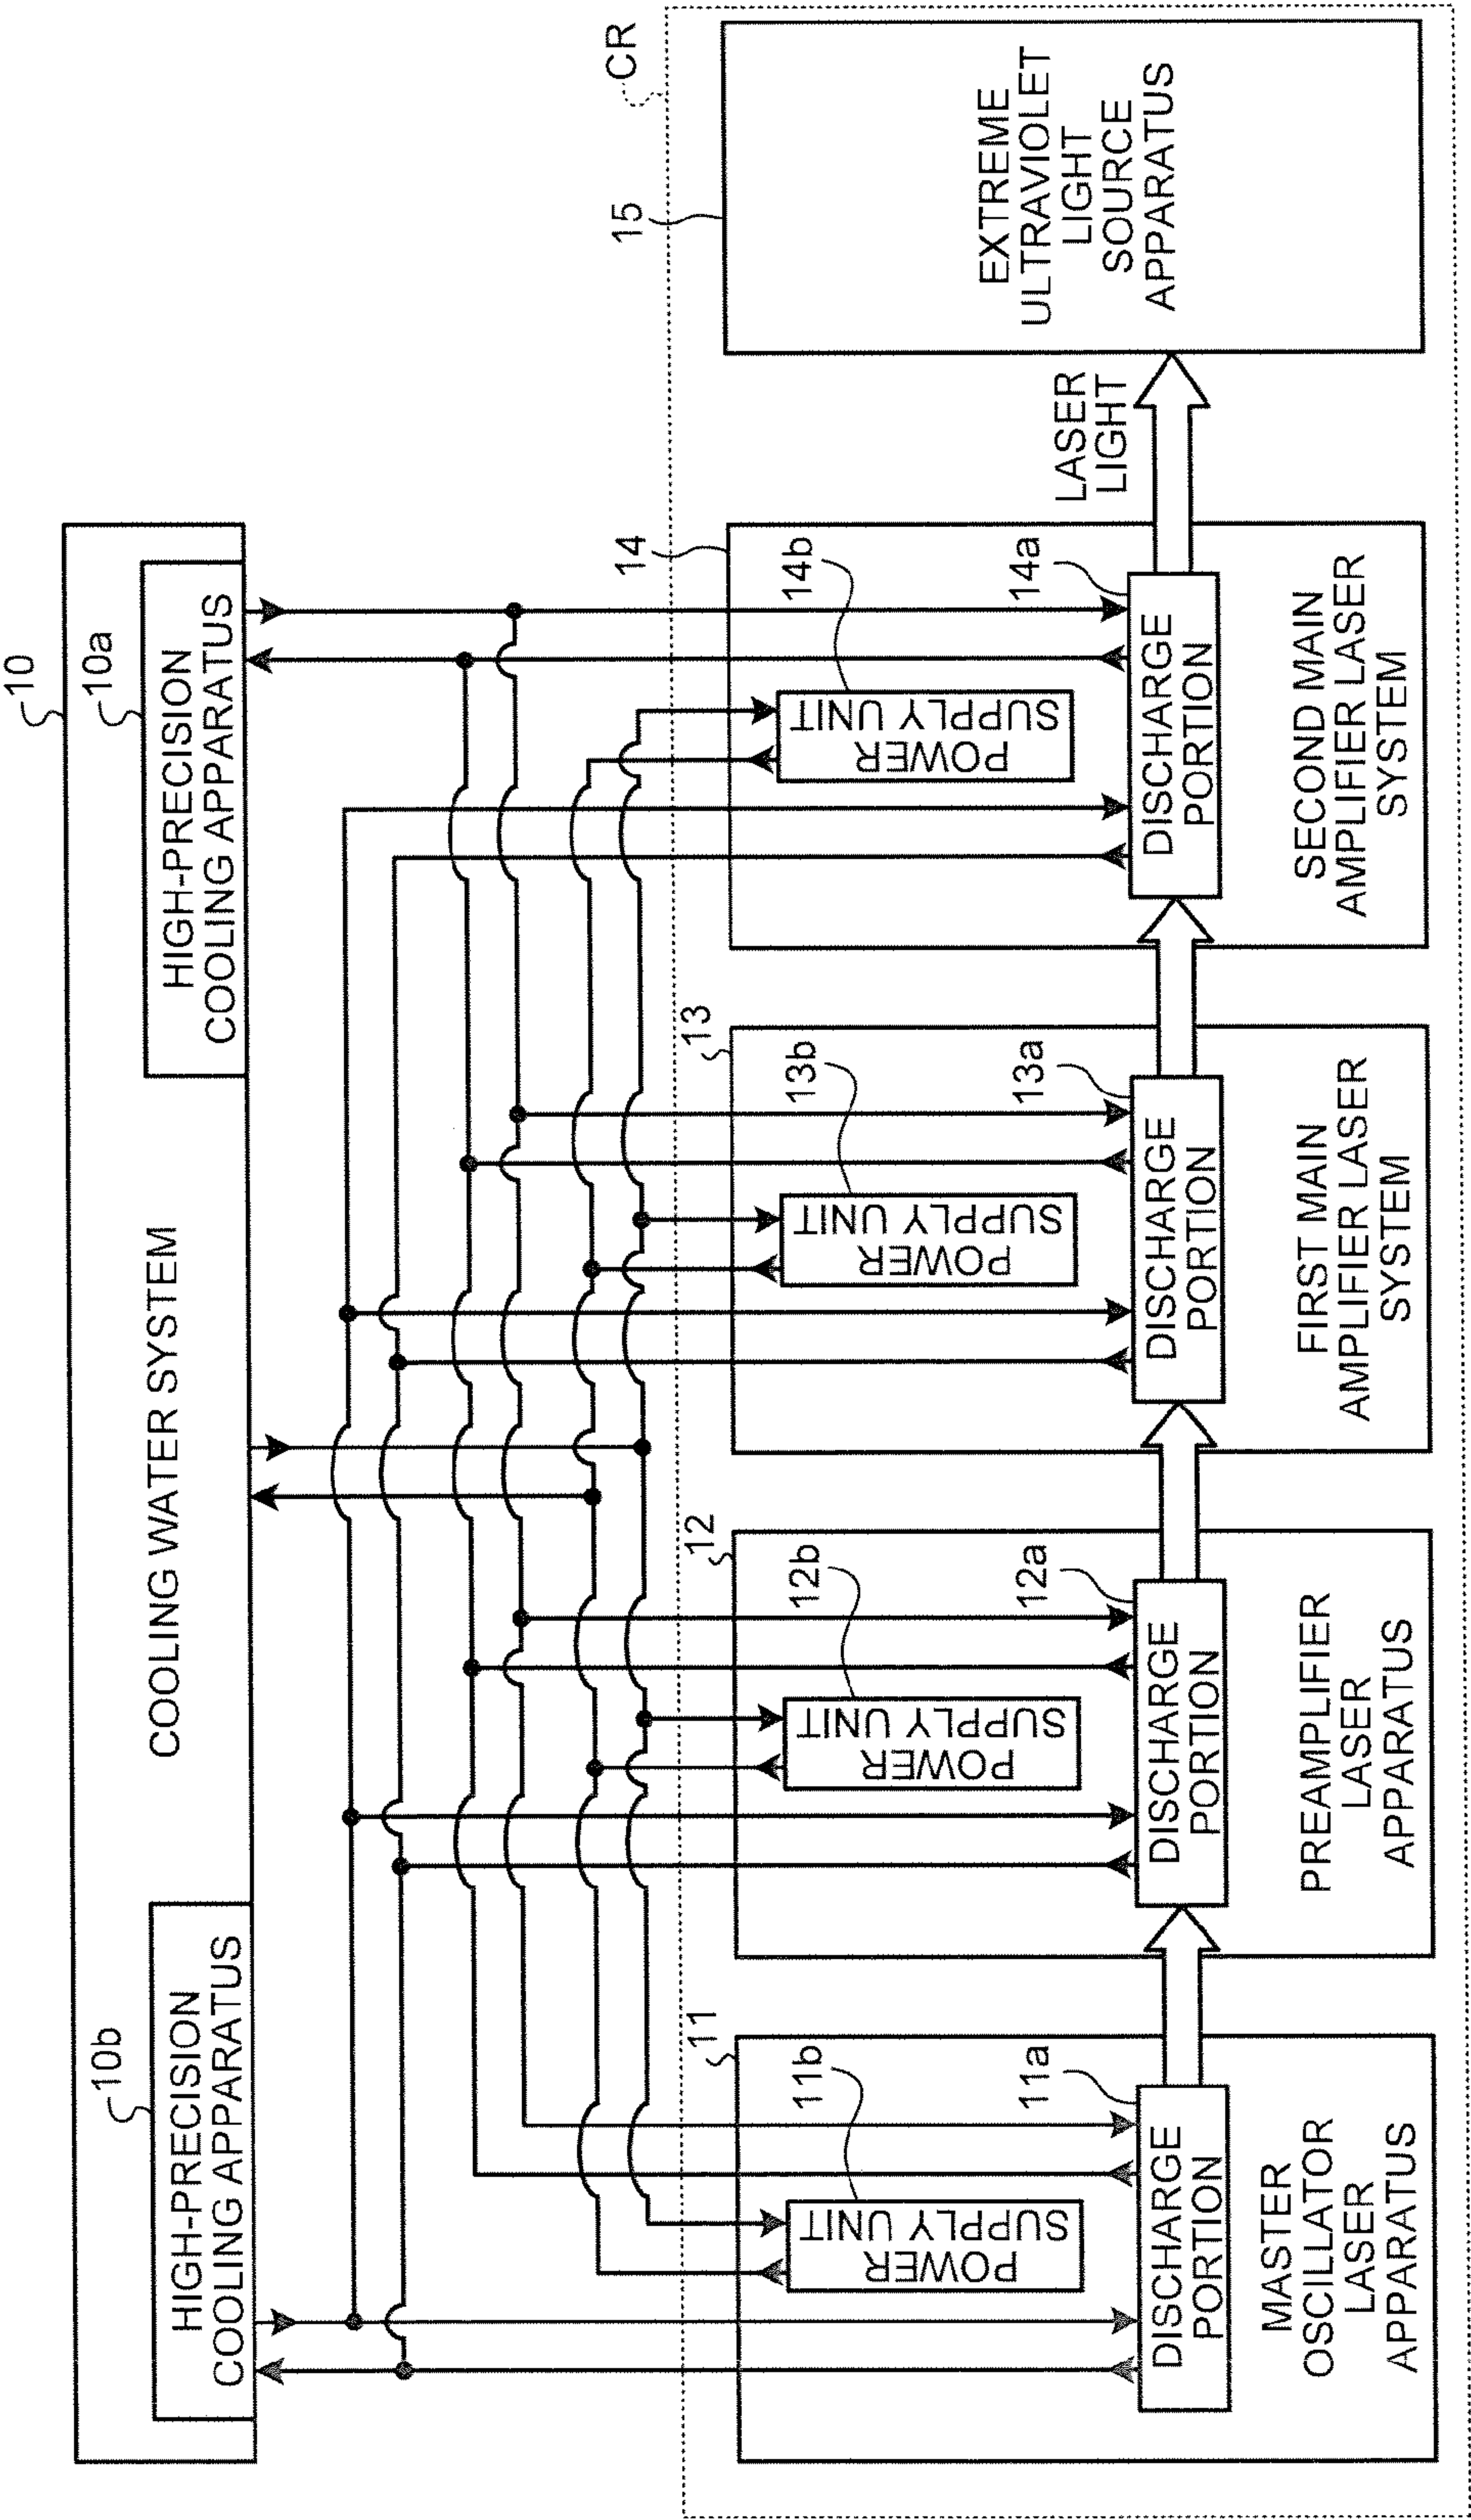 10
COOLING WATER SYSTEM
10b
HIGH-PRECISION
COOLING APPARATUS
10a
HIGH-PRECISION
COOLING APPARATUS
CR
11
11b
POWER
SUPPLY UNIT
11a
DISCHARGE
PORTION
MASTER
OSCILLATOR
LASER
APPARATUS
12
12b
POWER
SUPPLY UNIT
12a
DISCHARGE
PORTION
PREAMPLIFIER
LASER
APPARATUS
13
13b
POWER
SUPPLY UNIT
13a
DISCHARGE
PORTION
FIRST MAIN
AMPLIFIER LASER
SYSTEM
14
14b
POWER
SUPPLY UNIT
14a
DISCHARGE
PORTION
SECOND MAIN
AMPLIFIER LASER
SYSTEM
LASER
LIGHT
15
EXTREME
ULTRAVIOLET
LIGHT
SOURCE
APPARATUS